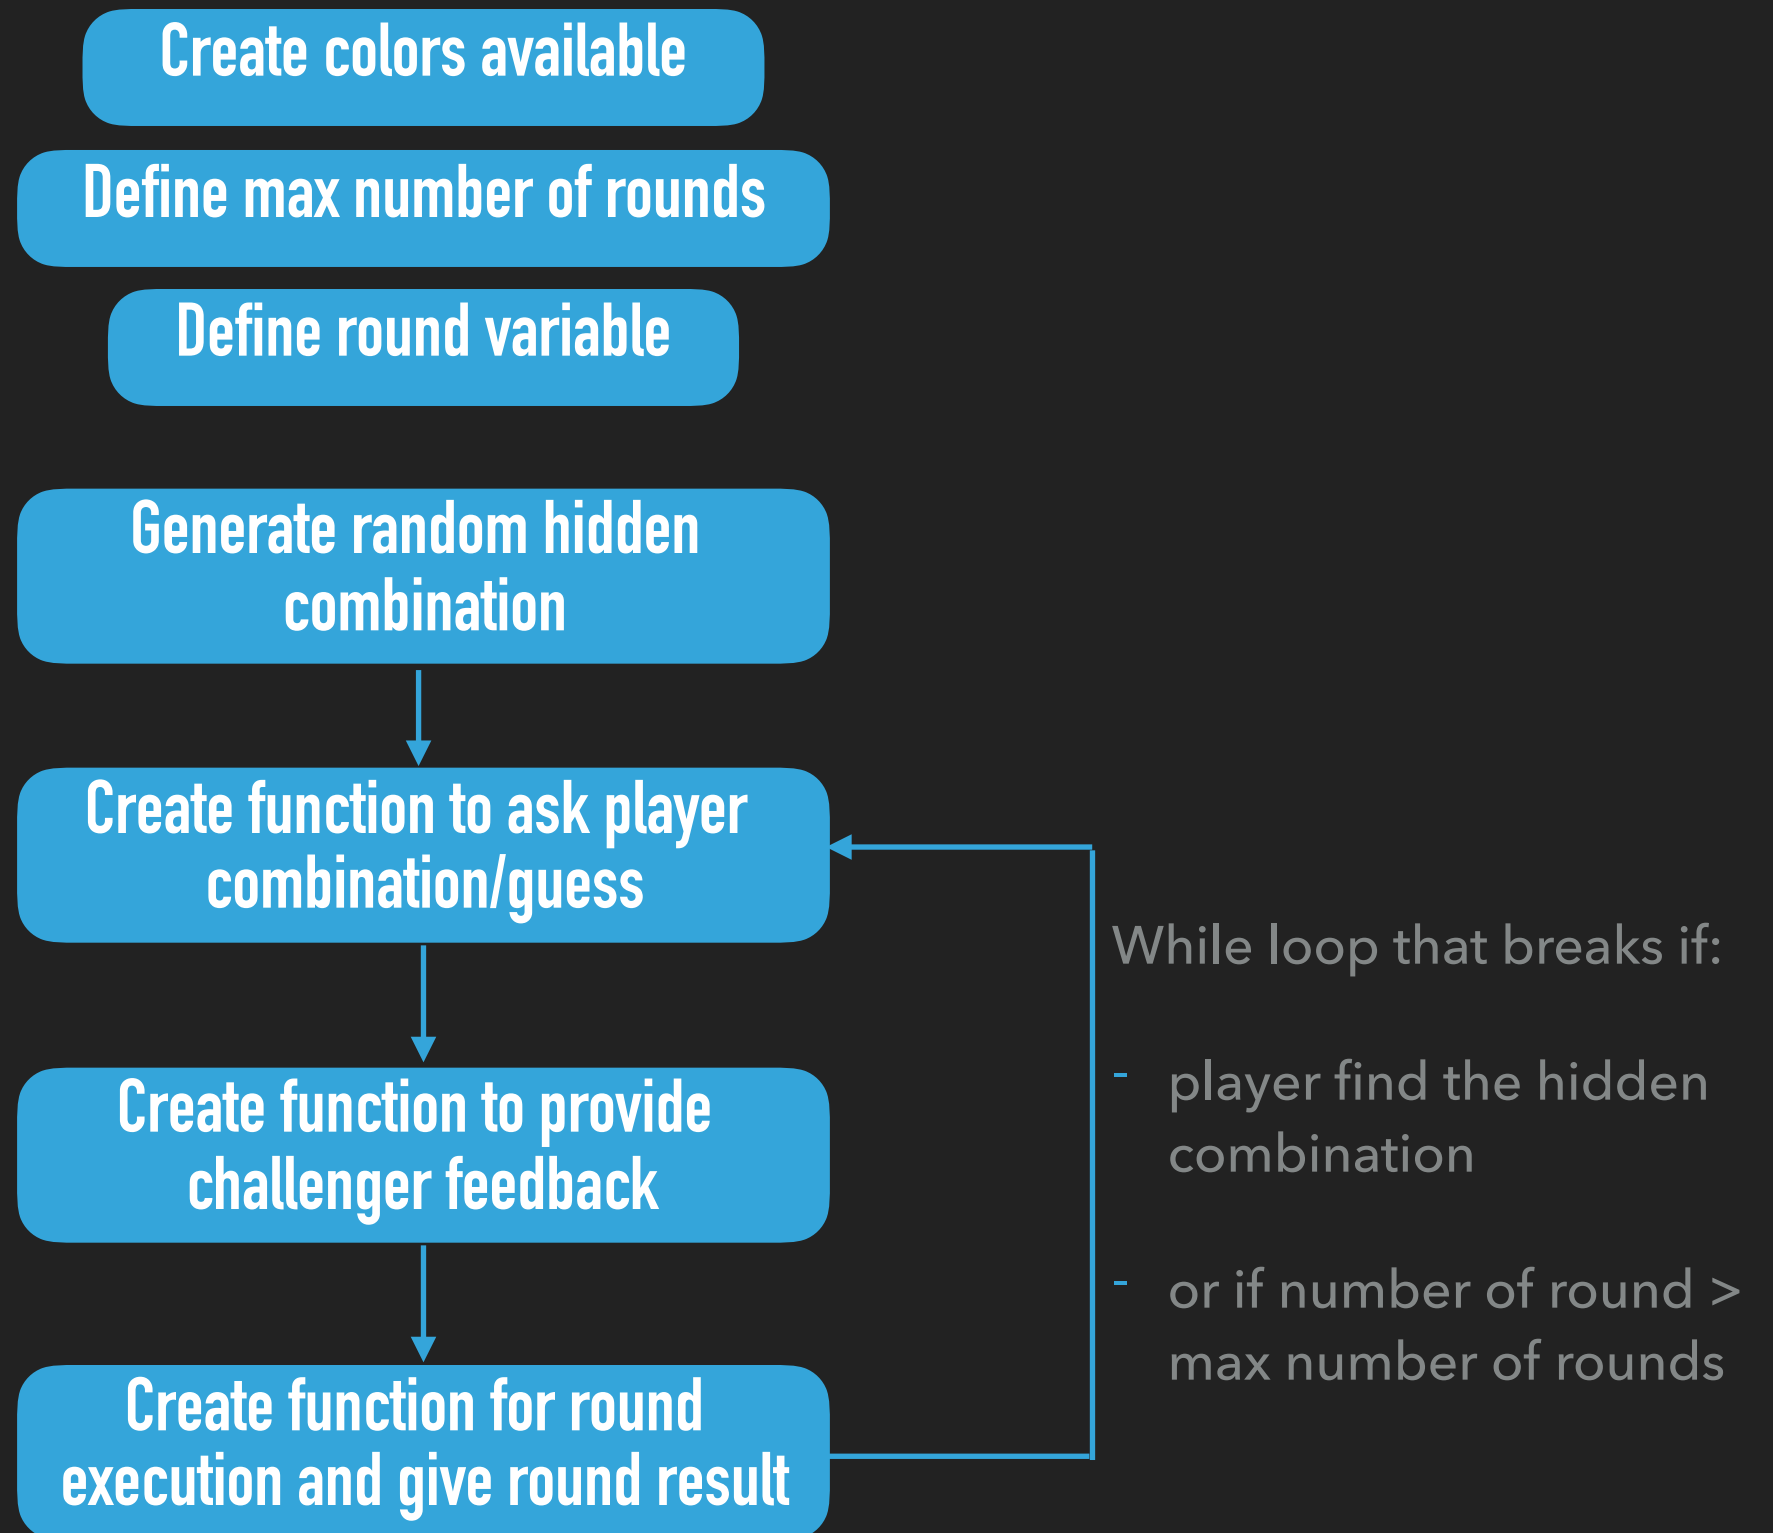 Create colors available
Define max number of rounds
Define round variable
Generate random hidden
combination
Create function to ask player
combination/guess
Create function to provide
challenger feedback
Create function for round
execution and give round result
While loop that breaks if:
- player find the hidden
combination
- or if number of round >
max number of rounds